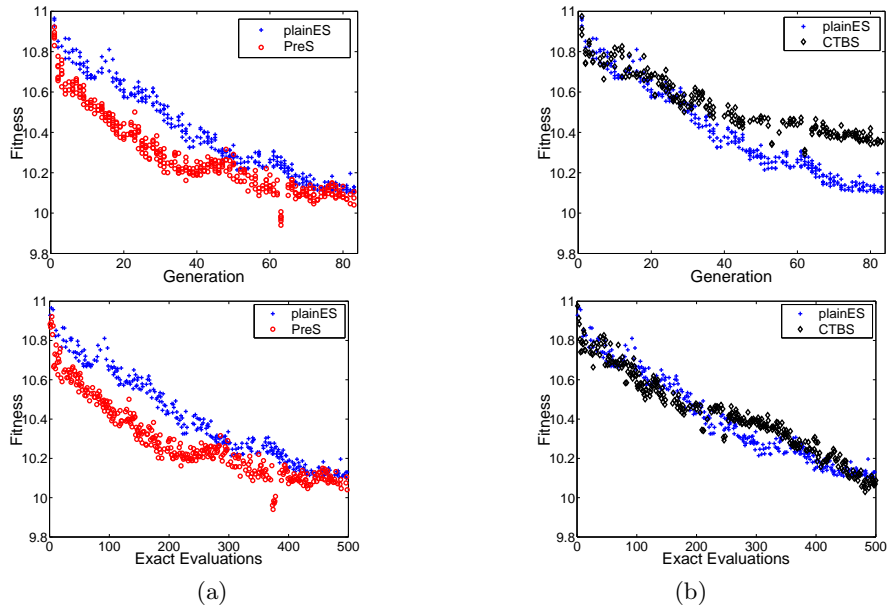 11
10.8
10.6
10.4
10.2
10
9.8
Fitness
0 20 40 60 80
Generation
plainES
PreS
11
10.8
10.6
10.4
10.2
10
9.8
Fitness
0 20 40 60 80
Generation
plainES
CTBS
11
10.8
10.6
10.4
10.2
10
9.8
Fitness
0 100 200 300 400 500
Exact Evaluations
plainES
PreS
(a)
11
10.8
10.6
10.4
10.2
10
9.8
Fitness
0 100 200 300 400 500
Exact Evaluations
plainES
CTBS
(b)